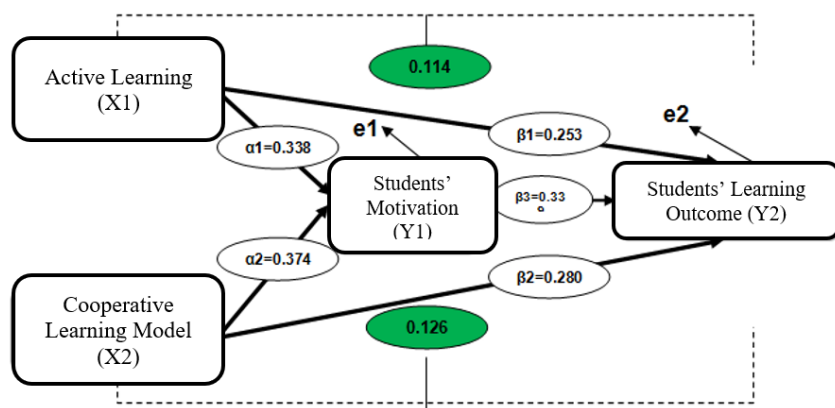 0.114
Active Learning
(X1)
e1
e2
β1=0.253
α1=0.338
Students’
Motivation
(Y1)
β3=0.33
Students’ Learning
Outcome (Y2)
α2=0.374
β2=0.280
Cooperative
Learning Model
(X2)
0.126